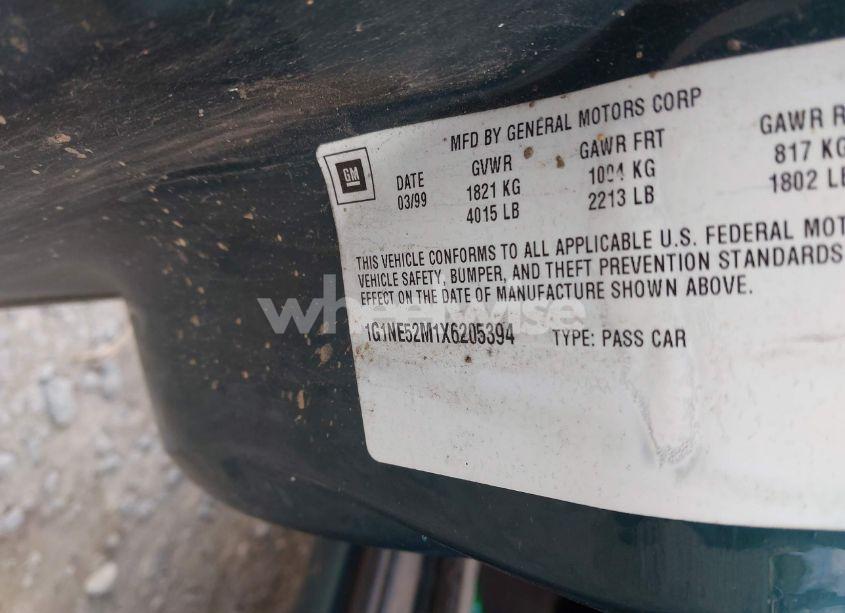 MFD BY GENERAL MOTORS CORP
GM
DATE
03/99
GVWR
1821 KG
4015 LB
GAWR FRT
1004 KG
2213 LB
GAWR R
817 KG
1802 LB
THIS VEHICLE CONFORMS TO ALL APPLICABLE U.S. FEDERAL MOT
VEHICLE SAFETY, BUMPER, AND THEFT PREVENTION STANDARDS
EFFECT ON THE DATE OF MANUFACTURE SHOWN ABOVE.
wheelwise
1G1NE52M1X6205394 TYPE: PASS CAR